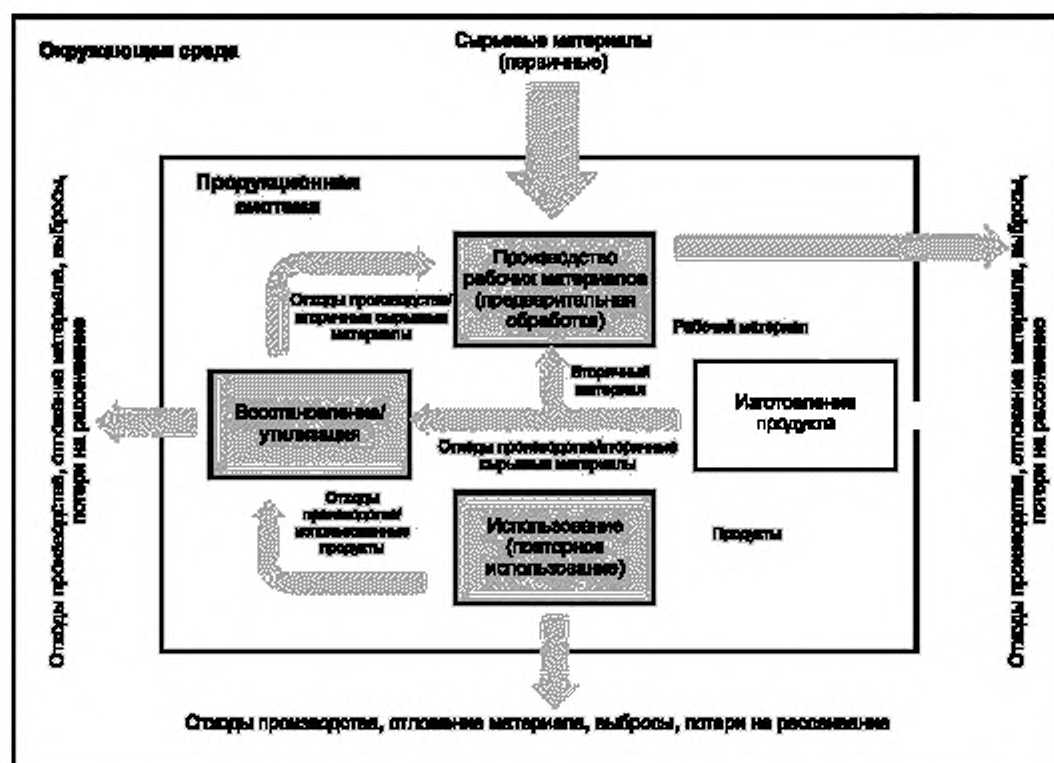 Окружающая среда
Сырьевые материалы
(первичные)
Продукционная
система
Производство
рабочих материалов
(предварительная
обработка)
Отходы производства/
вторичные сырьевые
материалы
Рабочий материал
Вторичный
материал
Восстановление/
утилизация
Изготовление
продукта
Отходы производства/вторичные
сырьевые материалы
Отходы
производства/
использованные
продукты
Использование
(повторное
использование)
Продукты
Отходы производства, отложение материала, выбросы,
потери на рассеивание
Отходы производства, отложение материала, выбросы,
потери на рассеивание
Отходы производства, отложение материала, выбросы, потери на рассеивание